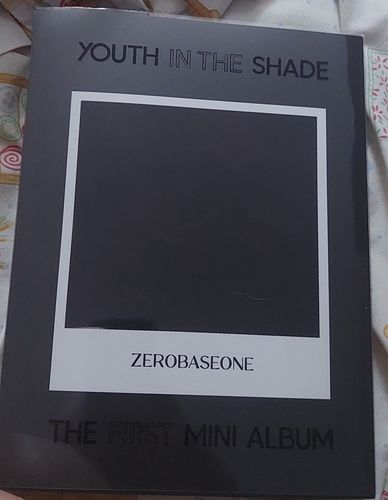 YOUTH IN THE SHADE
ZEROBASEONE
THE FIRST MINI ALBUM